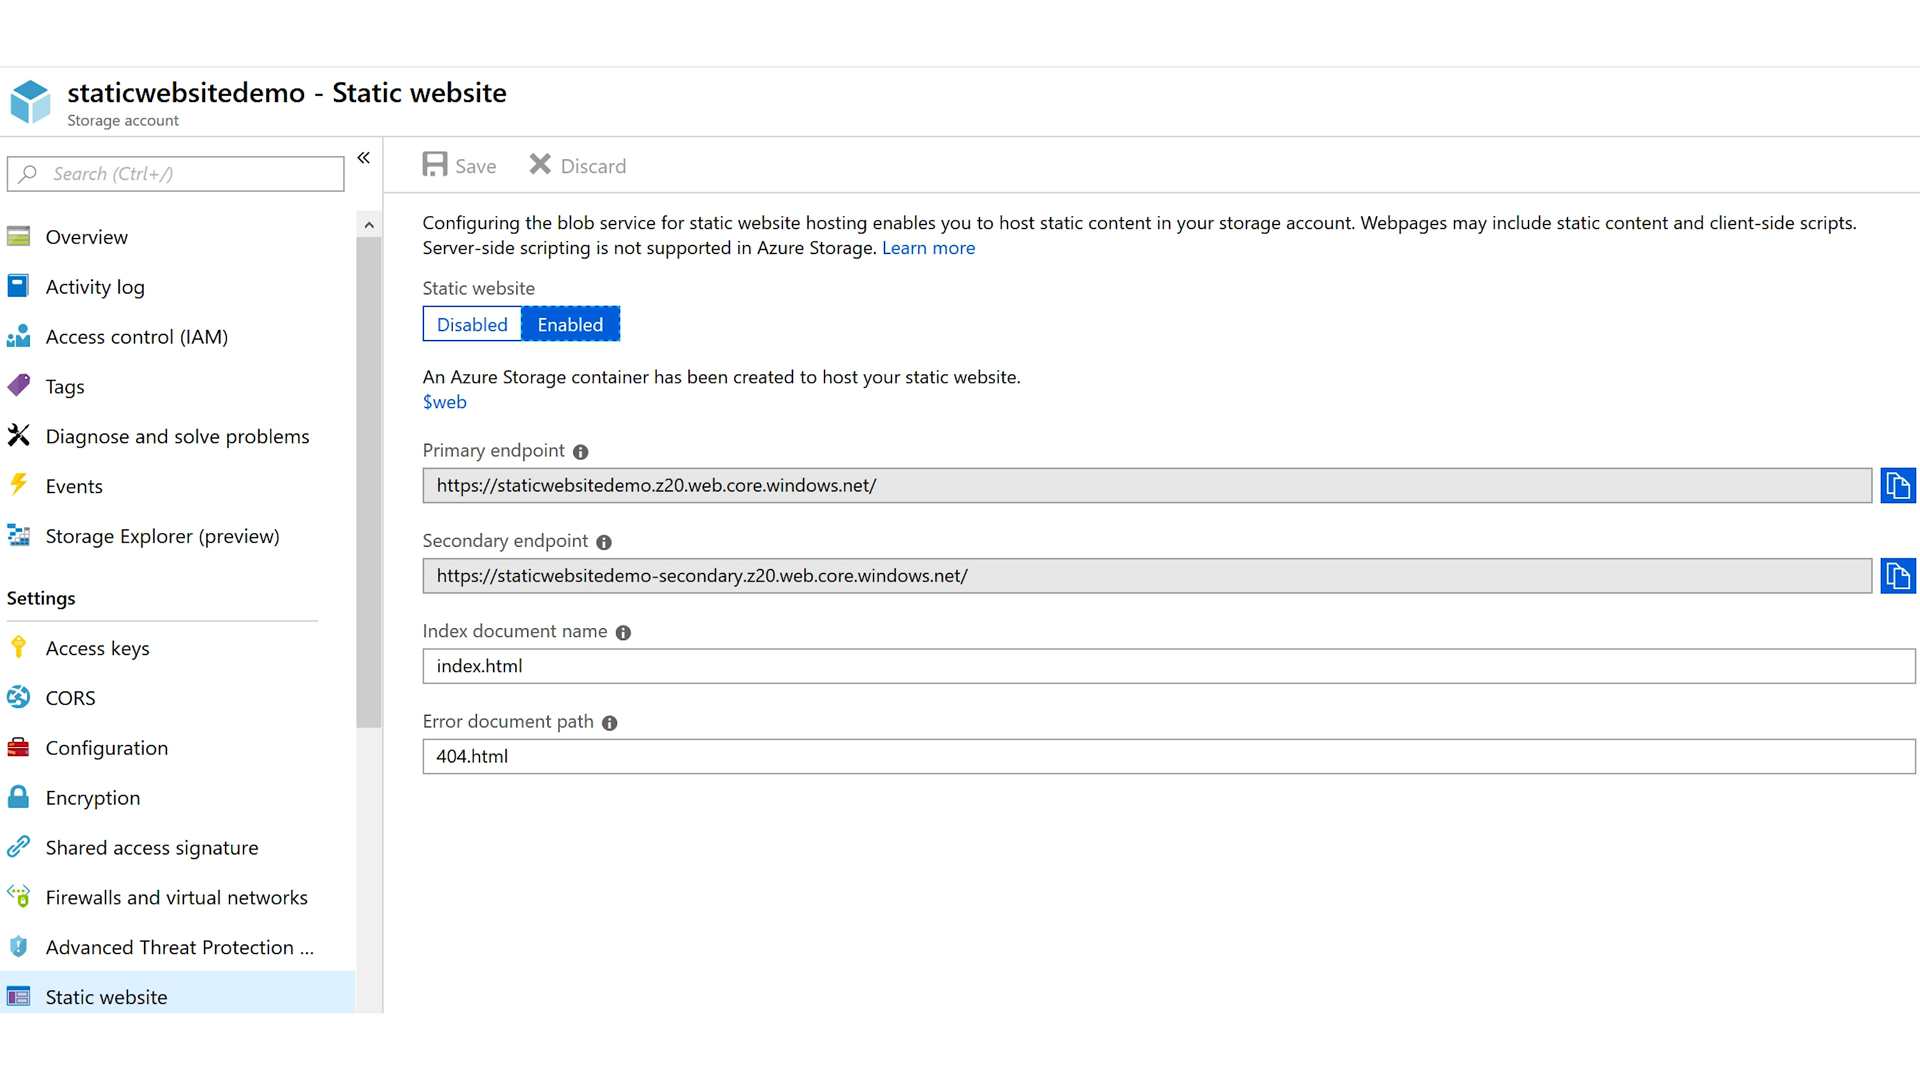 staticwebsitedemo - Static website
Storage account
Search (Ctrl+/)
«
Overview
Activity log
Access control (IAM)
Tags
Diagnose and solve problems
Events
Storage Explorer (preview)
Settings
Access keys
CORS
Configuration
Encryption
Shared access signature
Firewalls and virtual networks
Advanced Threat Protection ...
Static website
Save
Discard
Configuring the blob service for static website hosting enables you to host static content in your storage account. Webpages may include static content and client-side scripts.
Server-side scripting is not supported in Azure Storage. Learn more
Static website
Disabled Enabled
An Azure Storage container has been created to host your static website.
$web
Primary endpoint
https://staticwebsitedemo.z20.web.core.windows.net/
Secondary endpoint
https://staticwebsitedemo-secondary.z20.web.core.windows.net/
Index document name
index.html
Error document path
404.html